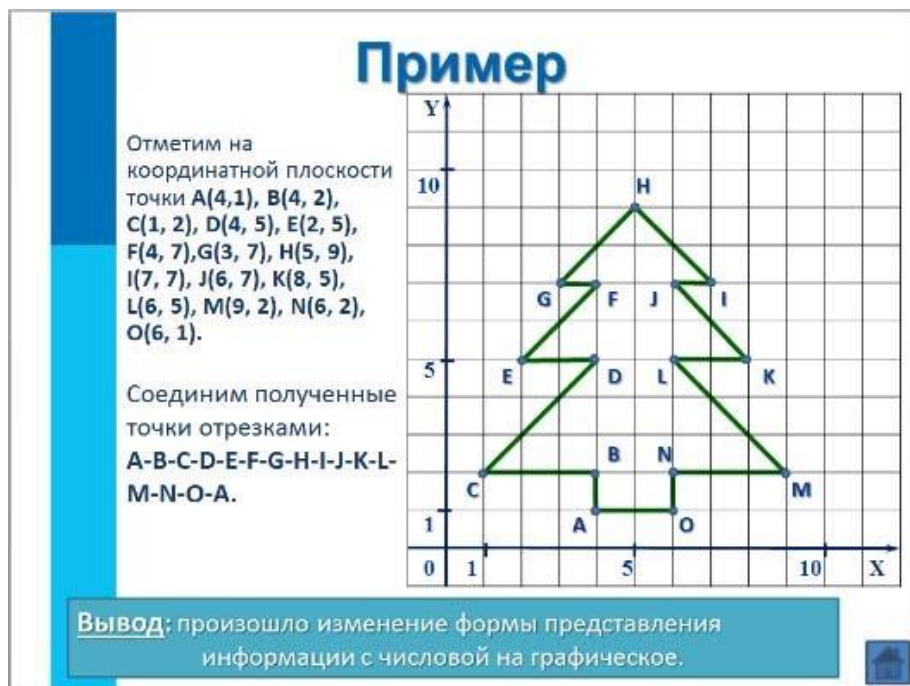 Пример
Отметим на
координатной плоскости
точки A(4,1), B(4, 2),
C(1, 2), D(4, 5), E(2, 5),
F(4, 7),G(3, 7), H(5, 9),
I(7, 7), J(6, 7), K(8, 5),
L(6, 5), M(9, 2), N(6, 2),
O(6, 1).
Соединим полученные
точки отрезками:
A-B-C-D-E-F-G-H-I-J-K-L-
M-N-O-A.
Y
10
H
G F J I
5
E D L K
B N
C M
1
A O
0 1 5 10 X
Вывод: произошло изменение формы представления
информации с числовой на графическое.